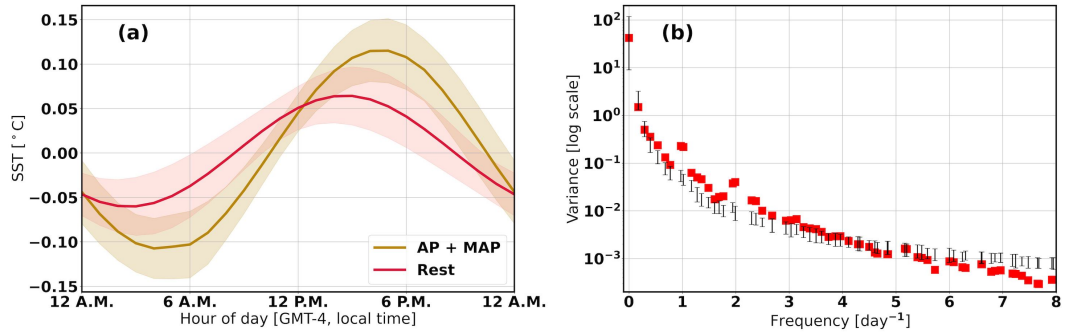 (a)
SST [ ° C]
0.15
0.10
0.05
0.00
−0.05
−0.10
−0.15
12 A.M.
6 A.M.
12 P.M.
6 P.M.
12 A.M.
Hour of day [GMT-4, local time]
AP + MAP
Rest
(b)
Variance [log scale]
10²
10¹
10⁰
10⁻¹
10⁻²
10⁻³
0 1 2 3 4 5 6 7 8
Frequency [day⁻¹]